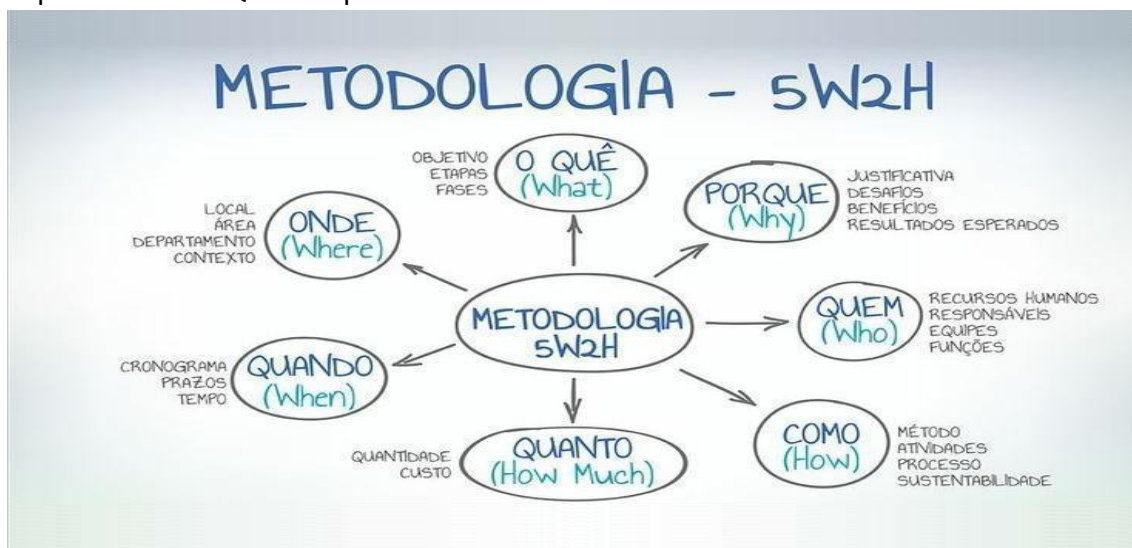 METODOLOGIA - 5W2H
OBJETIVO
ETAPAS
FASES
O QUÊ
(What)
PORQUE
(Why)
JUSTIFICATIVA
DESAFIOS
BENEFÍCIOS
RESULTADOS ESPERADOS
LOCAL
ÁREA
DEPARTAMENTO
CONTEXTO
ONDE
(Where)
METODOLOGIA
5W2H
QUEM
(Who)
RECURSOS HUMANOS
RESPONSÁVEIS
EQUIPES
FUNÇÕES
CRONOGRAMA
PRAZOS
TEMPO
QUANDO
(When)
QUANTIDADE
CUSTO
QUANTO
(How Much)
COMO
(How)
MÉTODO
ATIVIDADES
PROCESSO
SUSTENTABILIDADE